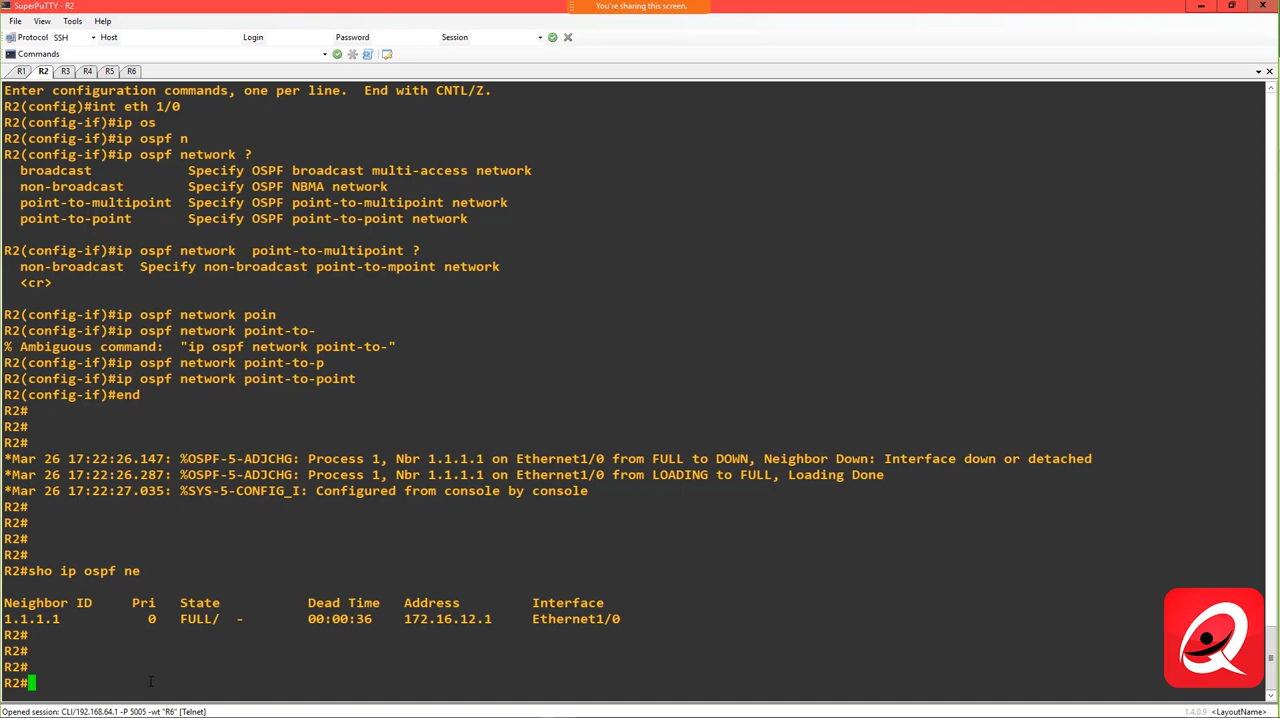 SuperPuTTY - R2
You're sharing this screen.
File View Tools Help
Protocol SSH Host Login Password Session
Commands
R1 R2 R3 R4 R5 R6
Enter configuration commands, one per line.  End with CNTL/Z.
R2(config)#int eth 1/0
R2(config-if)#ip os
R2(config-if)#ip ospf n
R2(config-if)#ip ospf network ?
  broadcast            Specify OSPF broadcast multi-access network
  non-broadcast        Specify OSPF NBMA network
  point-to-multipoint  Specify OSPF point-to-multipoint network
  point-to-point       Specify OSPF point-to-point network
R2(config-if)#ip ospf network  point-to-multipoint ?
  non-broadcast  Specify non-broadcast point-to-mpoint network
  <cr>
R2(config-if)#ip ospf network poin
R2(config-if)#ip ospf network point-to-
% Ambiguous command:  "ip ospf network point-to-"
R2(config-if)#ip ospf network point-to-p
R2(config-if)#ip ospf network point-to-point
R2(config-if)#end
R2#
R2#
R2#
*Mar 26 17:22:26.147: %OSPF-5-ADJCHG: Process 1, Nbr 1.1.1.1 on Ethernet1/0 from FULL to DOWN, Neighbor Down: Interface down or detached
*Mar 26 17:22:26.287: %OSPF-5-ADJCHG: Process 1, Nbr 1.1.1.1 on Ethernet1/0 from LOADING to FULL, Loading Done
*Mar 26 17:22:27.035: %SYS-5-CONFIG_I: Configured from console by console
R2#
R2#
R2#
R2#
R2#sho ip ospf ne
Neighbor ID     Pri   State           Dead Time   Address         Interface
1.1.1.1           0   FULL/  -        00:00:36    172.16.12.1     Ethernet1/0
R2#
R2#
R2#
R2#
Opened session: CLI/192.168.64.1 -P 5005 -wt "R6" [Telnet]
1.4.0.9 <LayoutName>